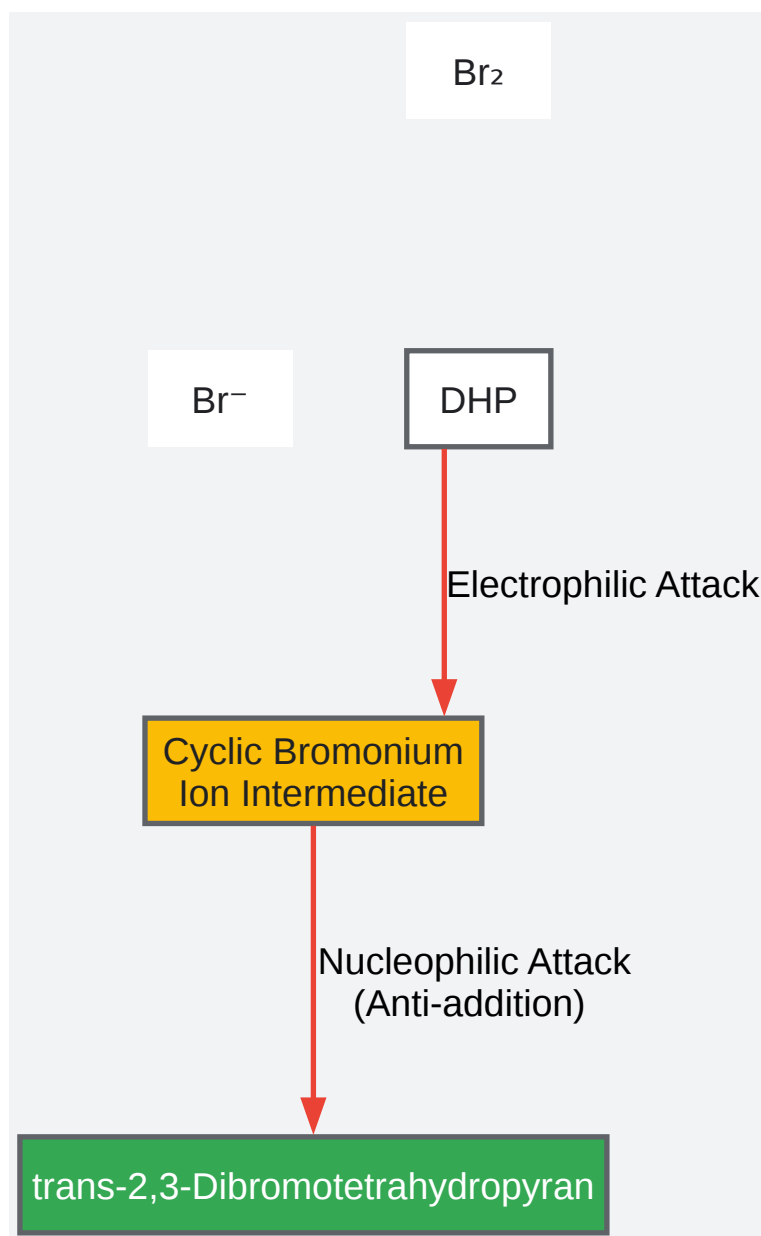 Br₂
Br⁻
DHP
Electrophilic Attack
Cyclic Bromonium
Ion Intermediate
Nucleophilic Attack
(Anti-addition)
trans-2,3-Dibromotetrahydropyran